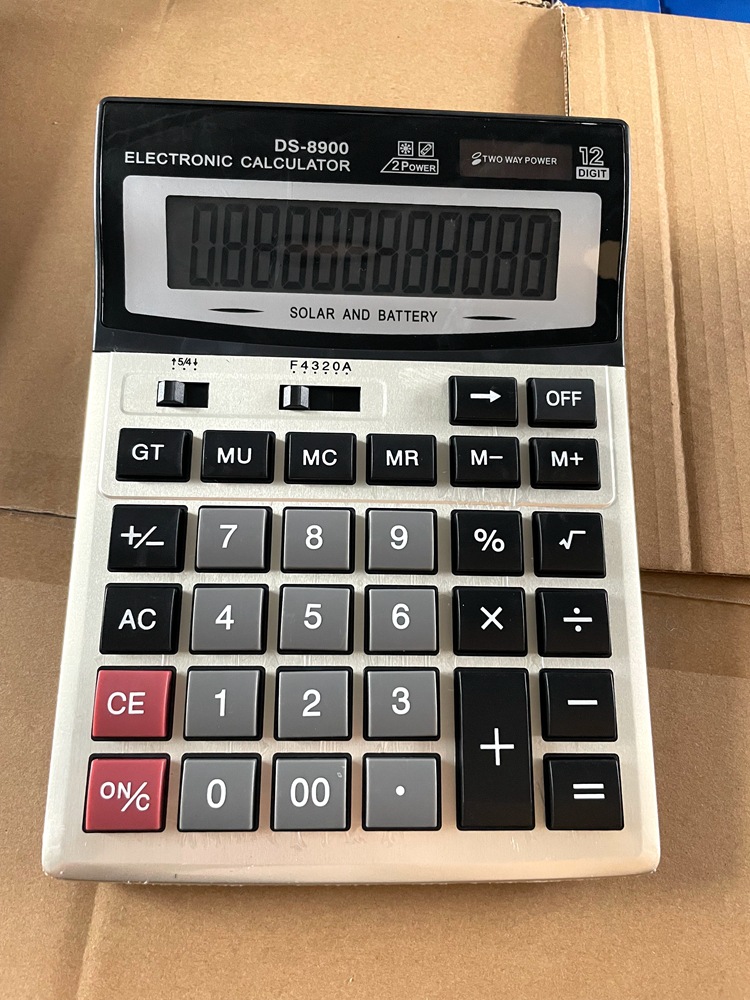 DS-8900
ELECTRONIC CALCULATOR
2 POWER
TWO WAY POWER
12
DIGIT
SOLAR AND BATTERY
↑5/4↓
F4320A
→ OFF
GT MU MC MR M− M+
+/− 7 8 9 % √
AC 4 5 6 × ÷
CE 1 2 3 + −
ON/C 0 00 . =